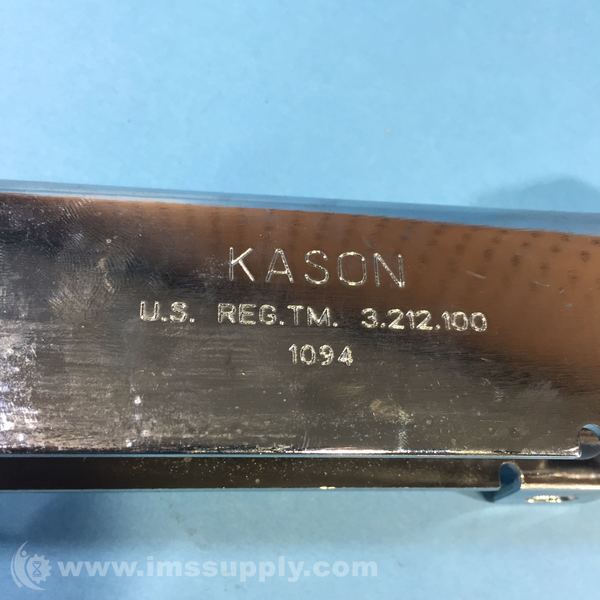 KASON
U.S. REG.TM. 3.212.100
1094
www.imssupply.com